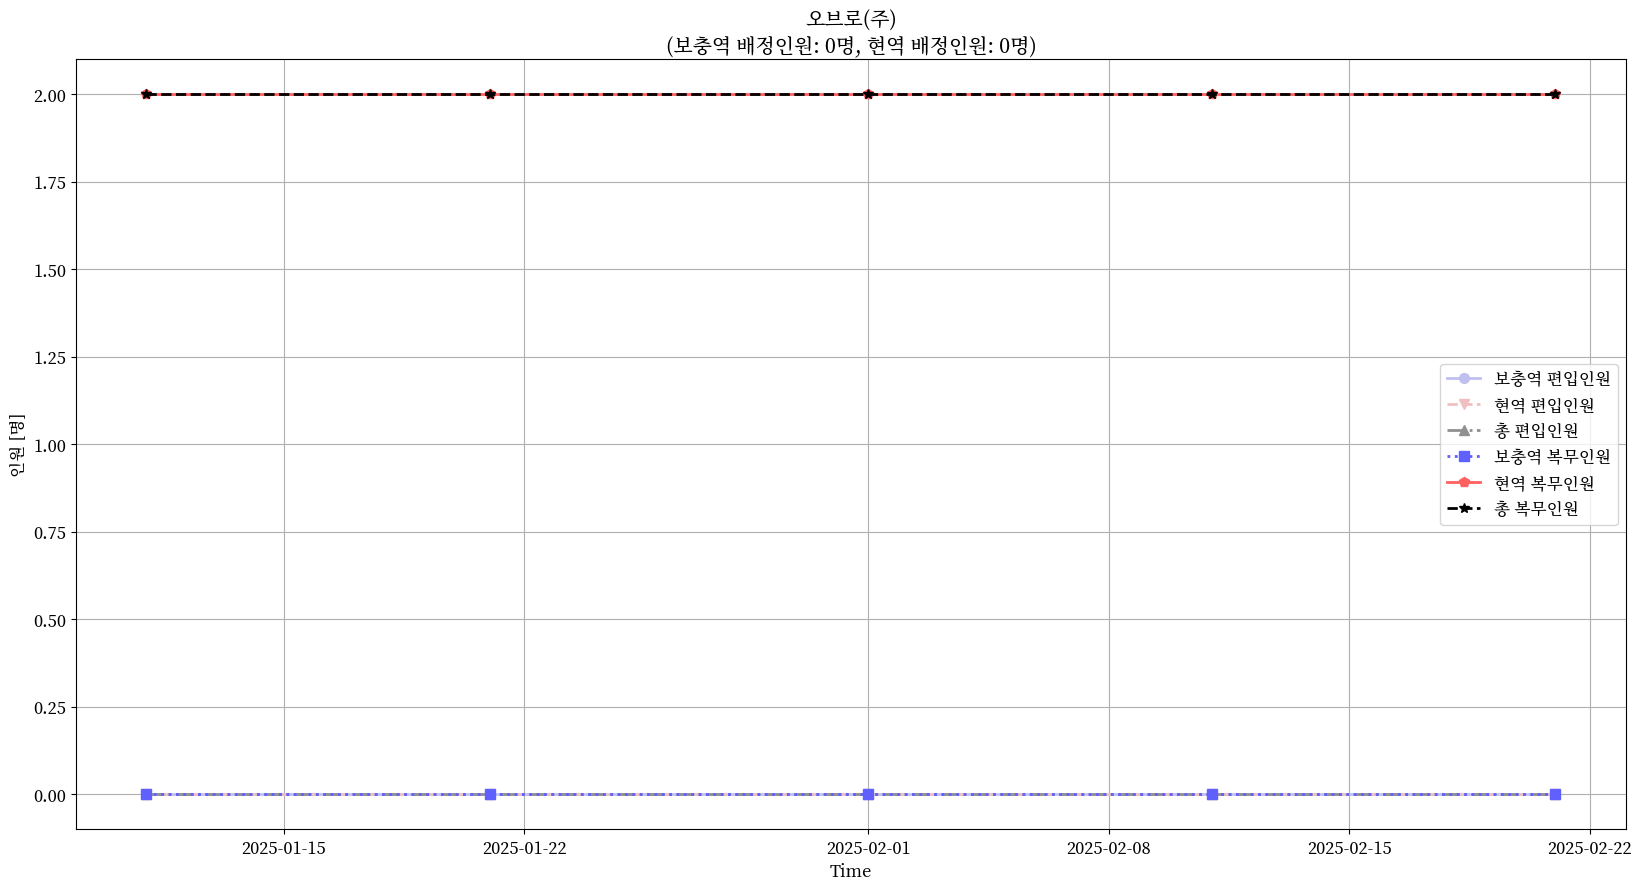 오브로(주)
(보충역 배정인원: 0명, 현역 배정인원: 0명)
인원 [명]
2.00
1.75
1.50
1.25
1.00
0.75
0.50
0.25
0.00
보충역 편입인원
현역 편입인원
총 편입인원
보충역 복무인원
현역 복무인원
총 복무인원
2025-01-15
2025-01-22
2025-02-01
2025-02-08
2025-02-15
2025-02-22
Time